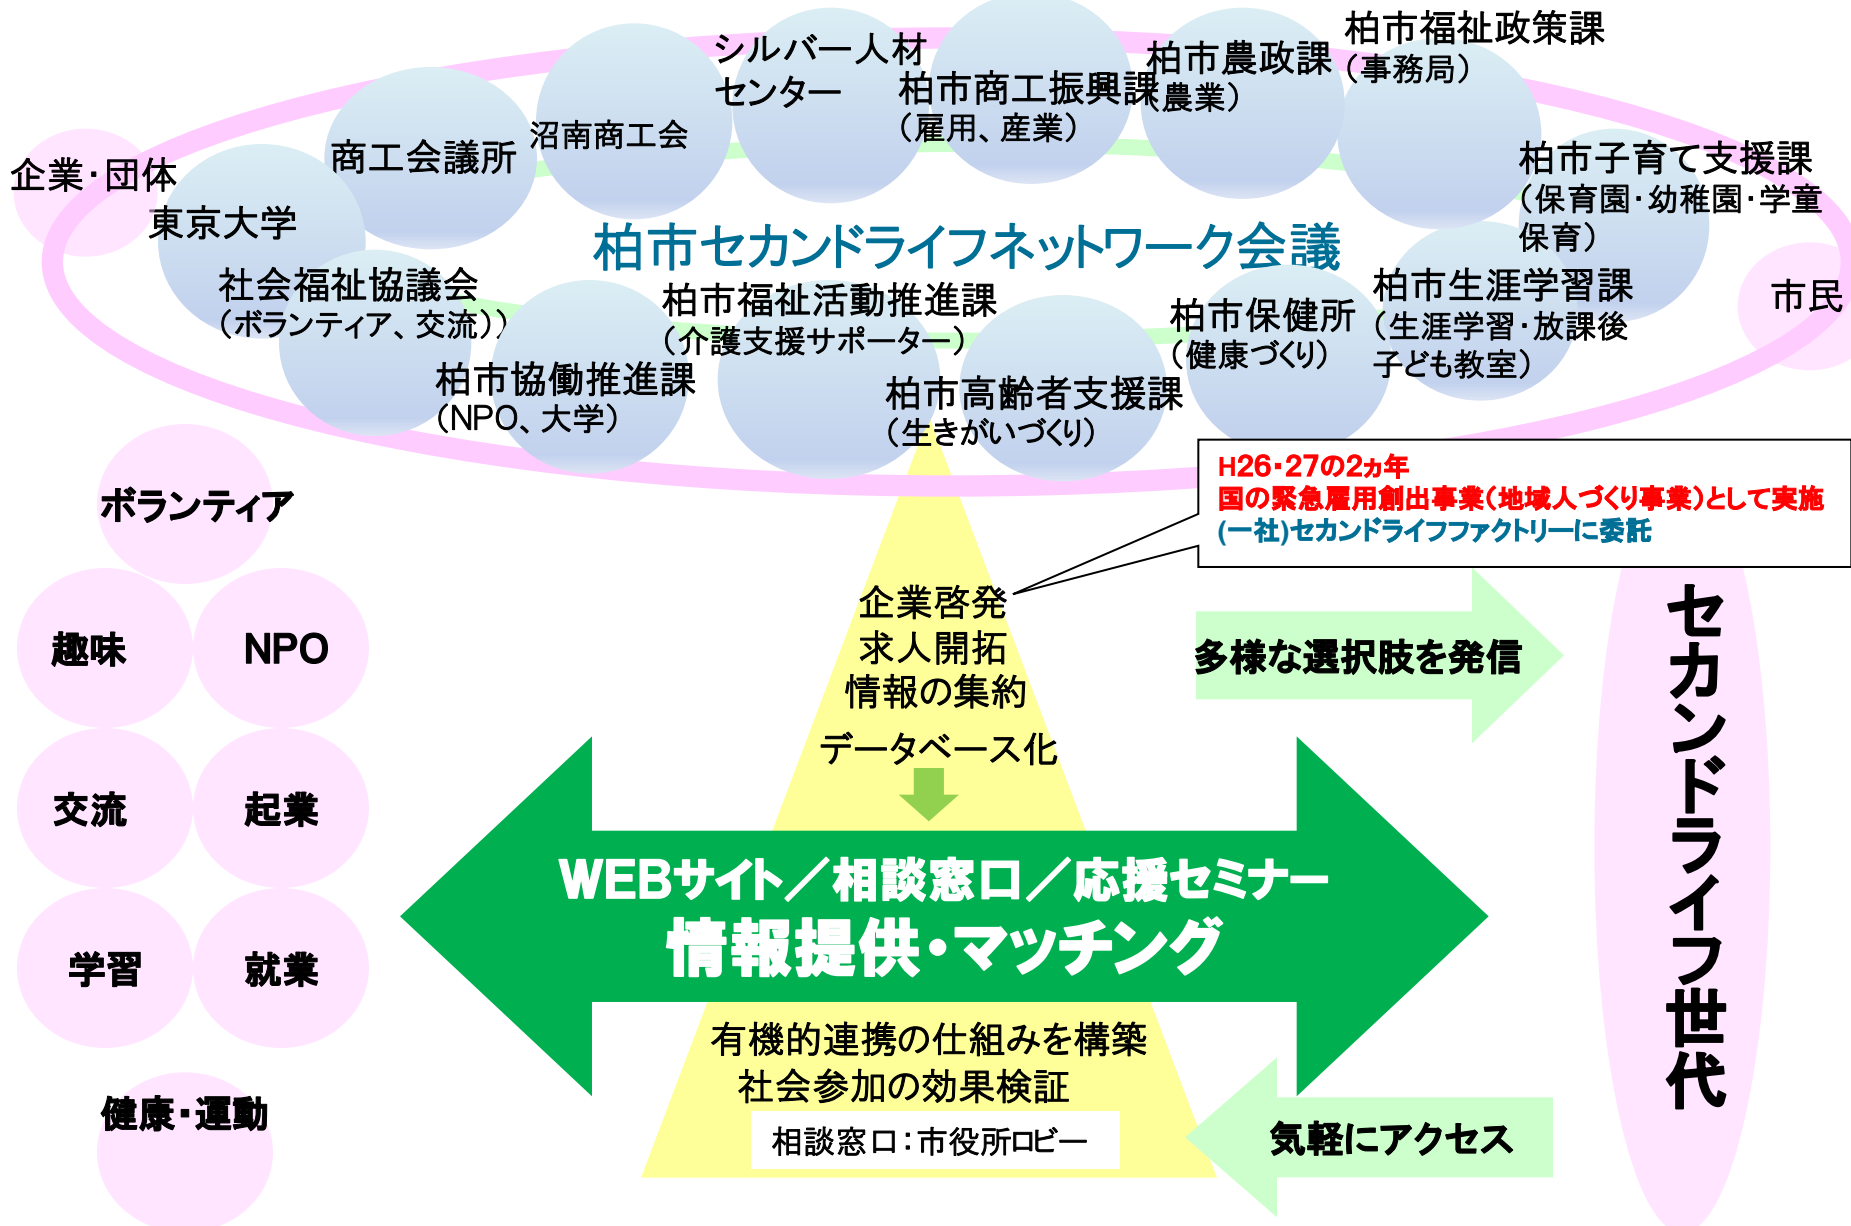 柏市福祉政策課
（事務局）
シルバー人材
センター
柏市農政課
（農業）
柏市商工振興課
（雇用、産業）
沼南商工会
商工会議所
企業・団体
東京大学
柏市子育て支援課
（保育園・幼稚園・学童
保育）
柏市セカンドライフネットワーク会議
社会福祉協議会
（ボランティア、交流））
柏市福祉活動推進課
（介護支援サポーター）
柏市保健所
（健康づくり）
柏市生涯学習課
（生涯学習・放課後
子ども教室）
市民
柏市協働推進課
（NPO、大学）
柏市高齢者支援課
（生きがいづくり）
H26・27の2ヵ年
国の緊急雇用創出事業（地域人づくり事業）として実施
(一社)セカンドライフファクトリーに委託
ボランティア
趣味
NPO
交流
起業
学習
就業
健康・運動
企業啓発
求人開拓
情報の集約
データベース化
多様な選択肢を発信
セカンドライフ世代
WEBサイト／相談窓口／応援セミナー
情報提供・マッチング
有機的連携の仕組みを構築
社会参加の効果検証
相談窓口：市役所ロビー
気軽にアクセス